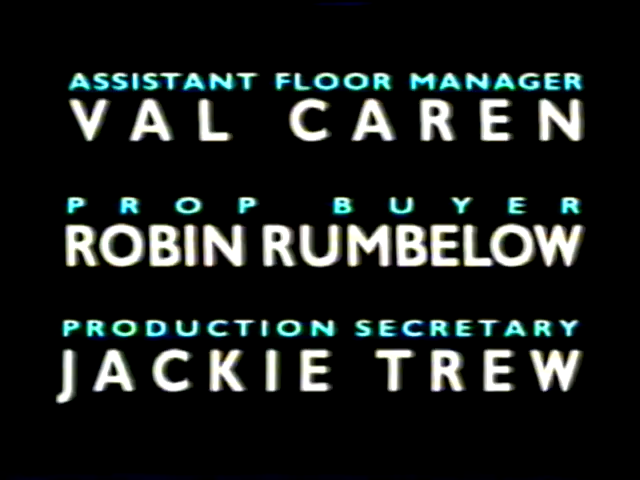 ASSISTANT FLOOR MANAGER
VAL CAREN
PROP BUYER
ROBIN RUMBELOW
PRODUCTION SECRETARY
JACKIE TREW